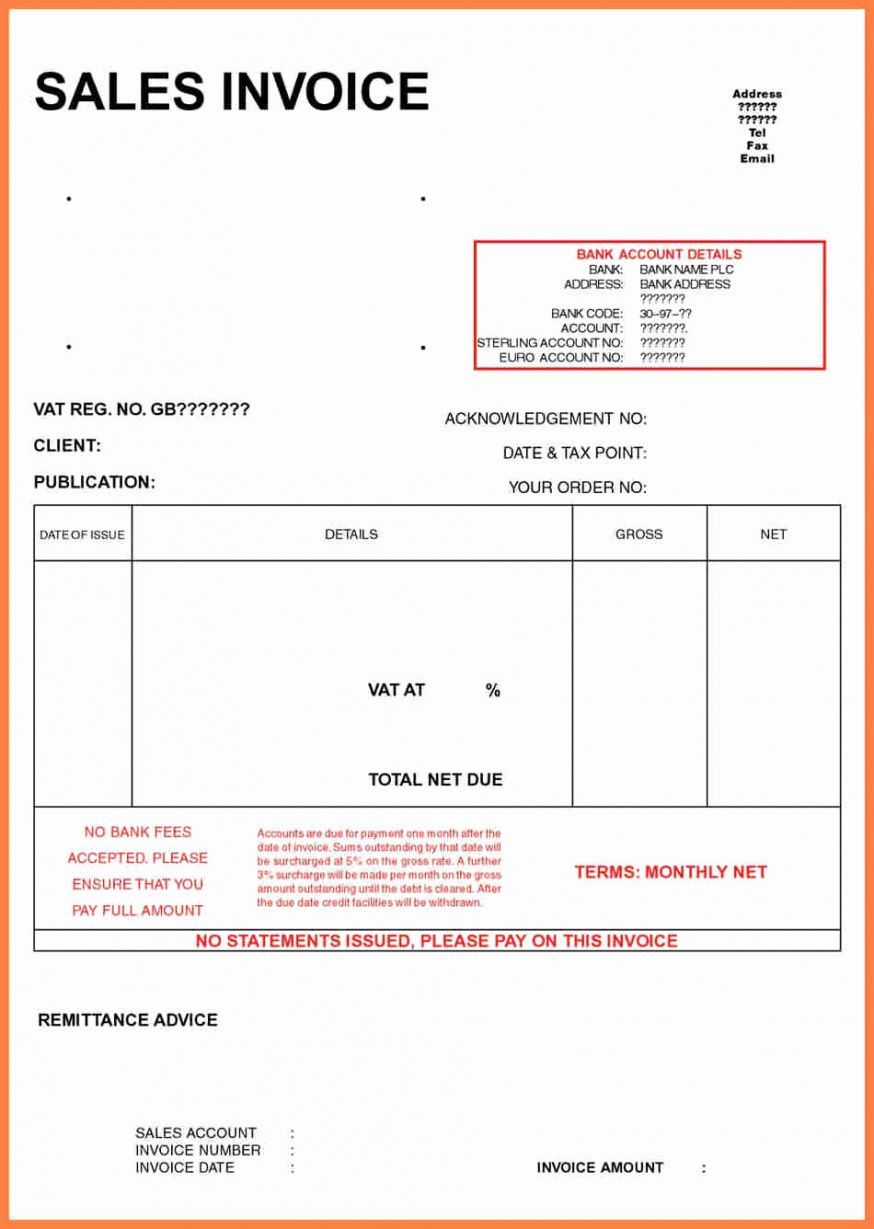 SALES INVOICE
Address
??????
??????
Tel
Fax
Email
BANK ACCOUNT DETAILS
BANK: BANK NAME PLC
ADDRESS: BANK ADDRESS
???????
BANK CODE: 30–97–??
ACCOUNT: ???????.
STERLING ACCOUNT NO: ???????
EURO ACCOUNT NO: ???????
VAT REG. NO. GB???????
CLIENT:
PUBLICATION:
ACKNOWLEDGEMENT NO:
DATE & TAX POINT:
YOUR ORDER NO:
DATE OF ISSUE DETAILS GROSS NET
VAT AT %
TOTAL NET DUE
NO BANK FEES
ACCEPTED. PLEASE
ENSURE THAT YOU
PAY FULL AMOUNT
Accounts are due for payment one month after the
date of invoice. Sums outstanding by that date will
be surcharged at 5% on the gross rate. A further
3% surcharge will be made per month on the gross
amount outstanding until the debt is cleared. After
the due date credit facilities will be withdrawn.
TERMS: MONTHLY NET
NO STATEMENTS ISSUED, PLEASE PAY ON THIS INVOICE
REMITTANCE ADVICE
SALES ACCOUNT :
INVOICE NUMBER :
INVOICE DATE :
INVOICE AMOUNT :